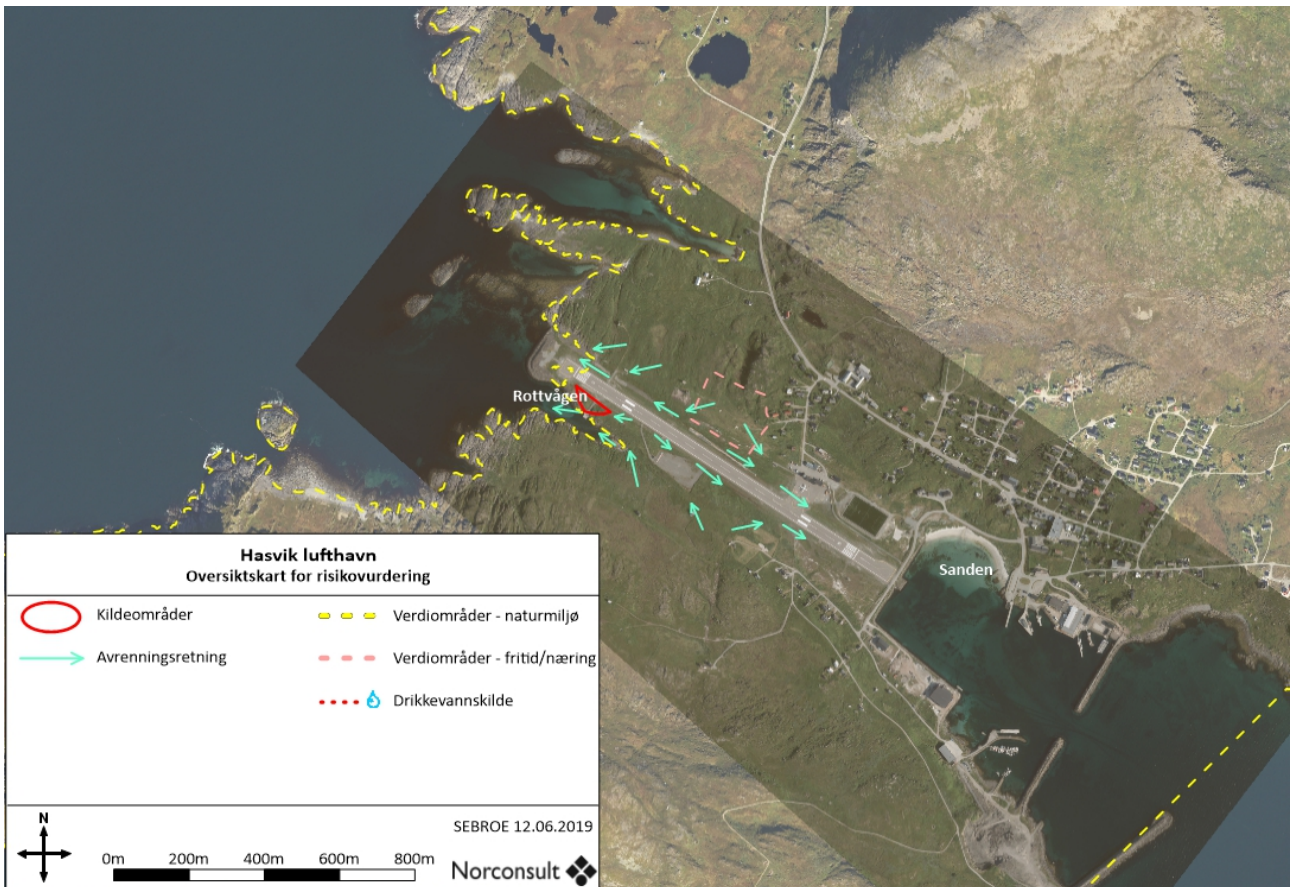 Rottvågen
Sanden
Hasvik lufthavn
Oversiktskart for risikovurdering
Kildeområder
Verdiområder - naturmiljø
Avrenningsretning
Verdiområder - fritid/næring
Drikkevannskilde
N
SEBROE 12.06.2019
0m 200m 400m 600m 800m
Norconsult